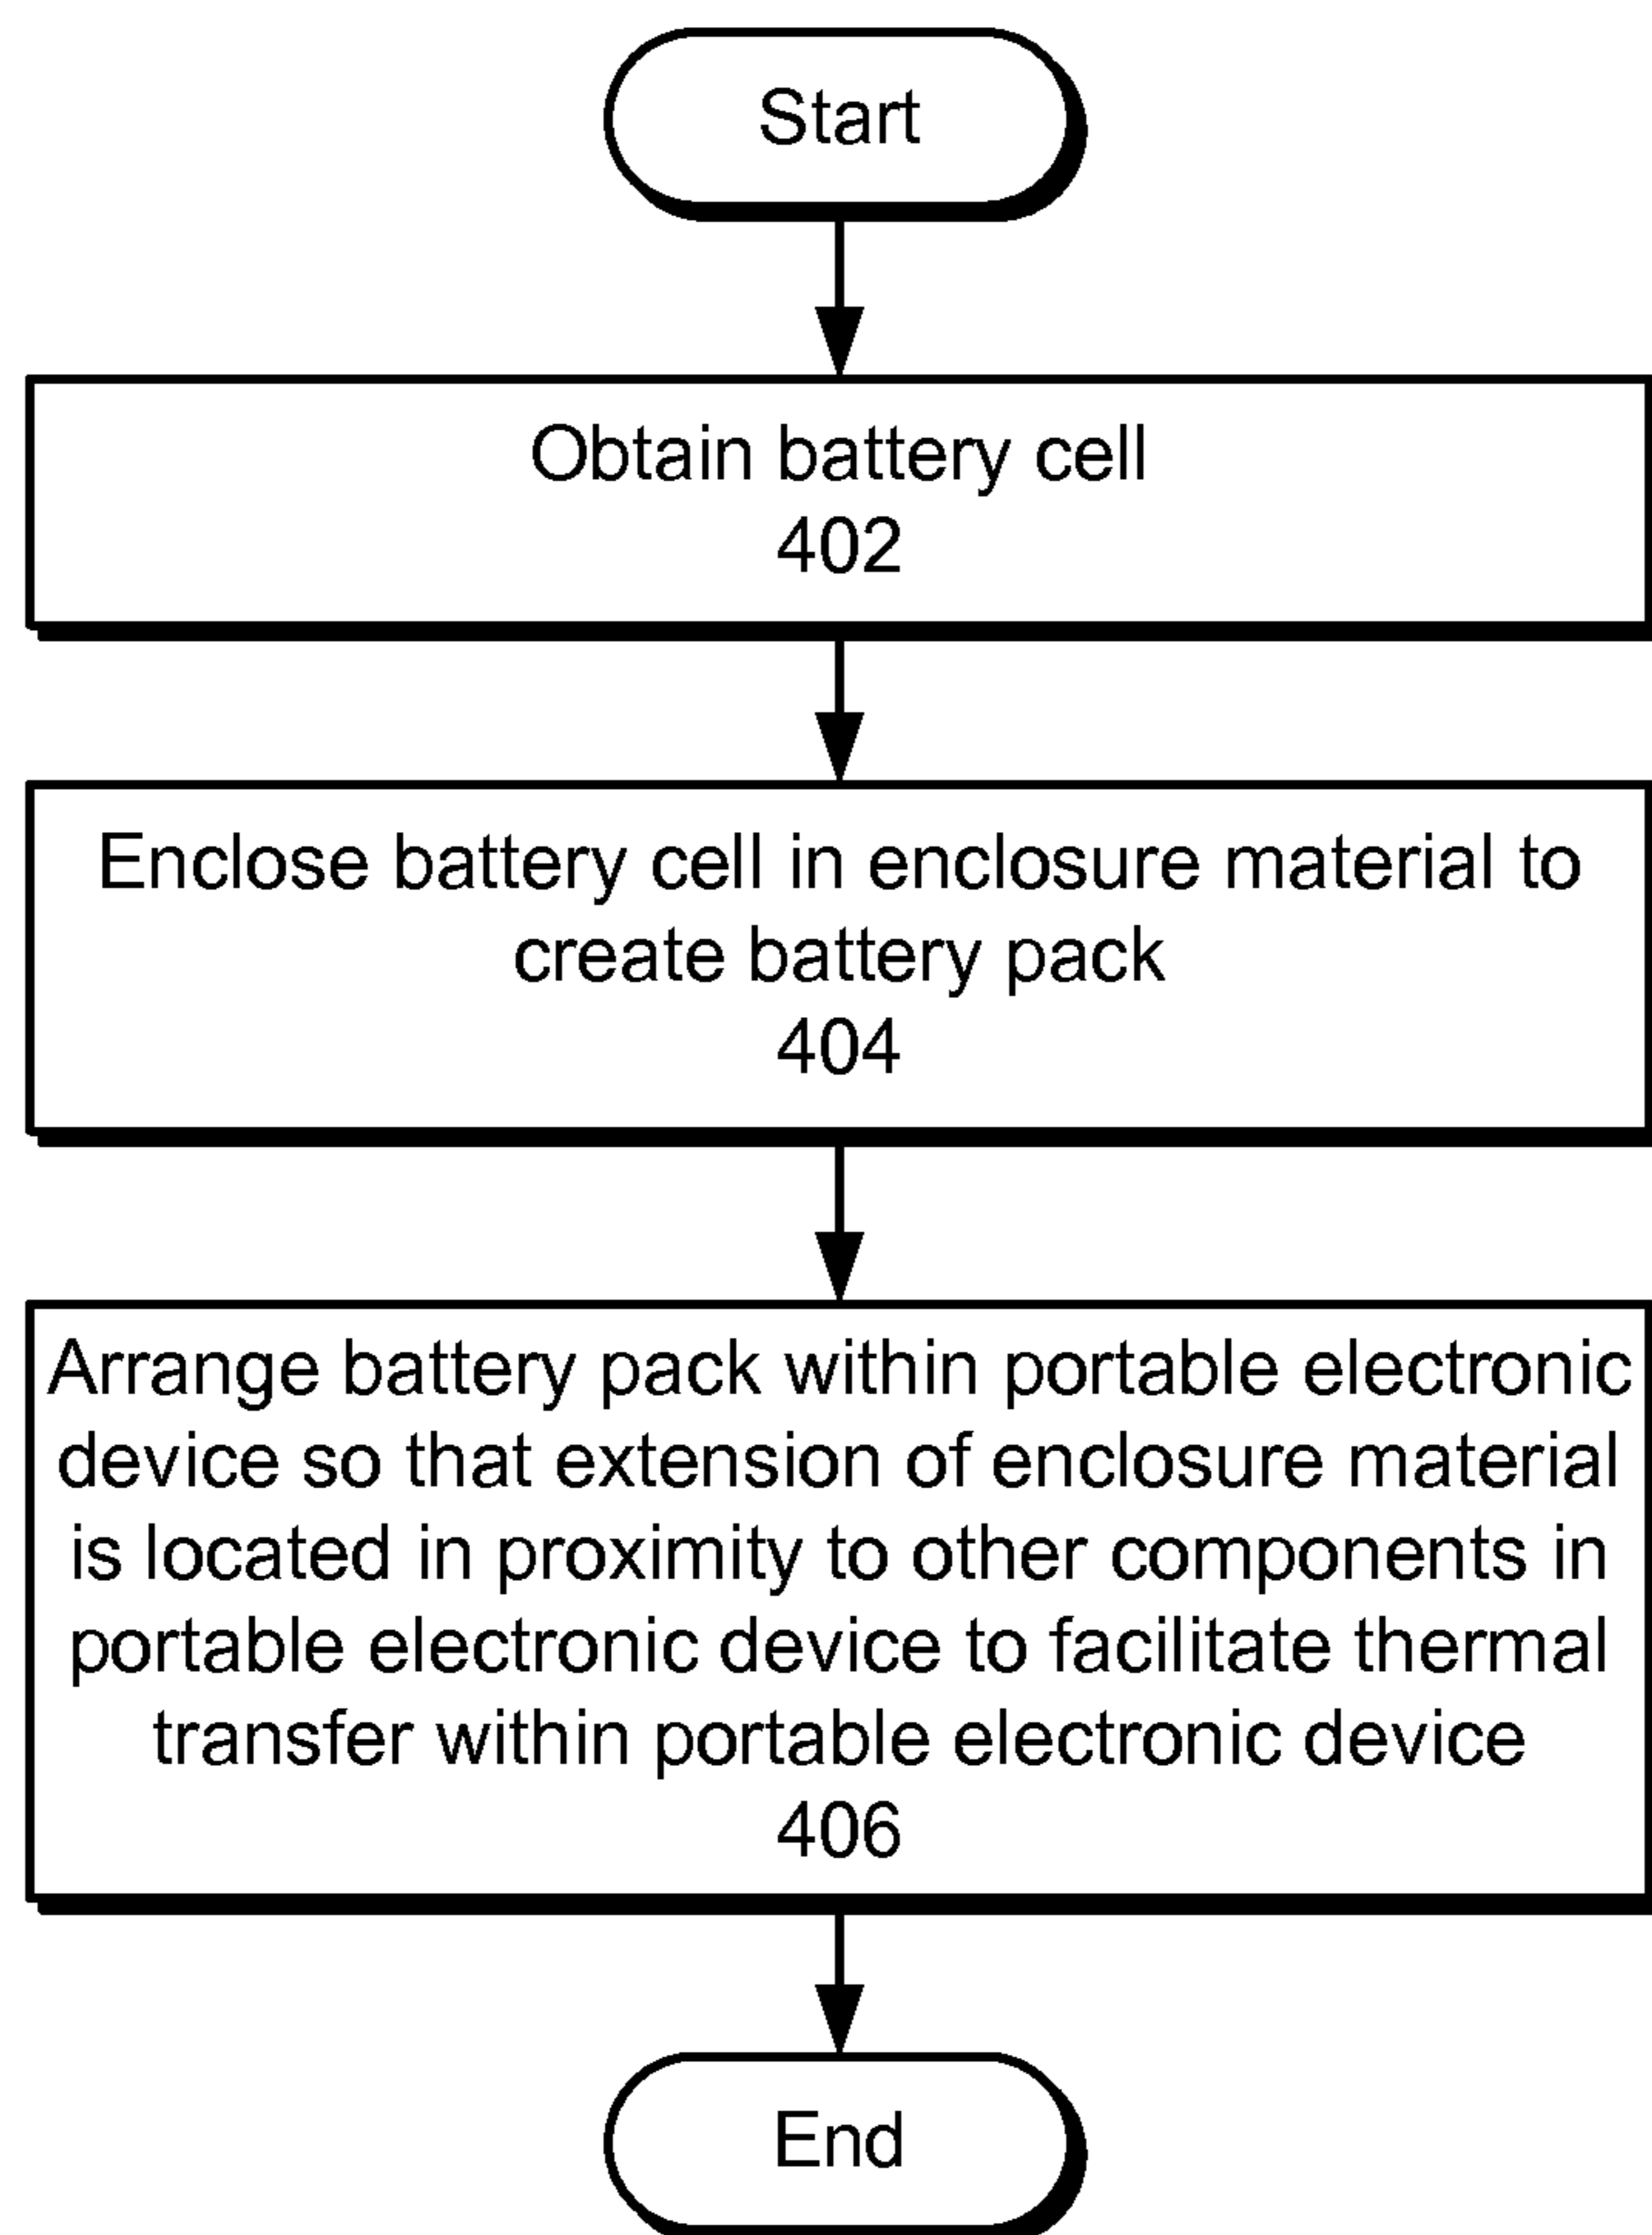 Start
Obtain battery cell
402
Enclose battery cell in enclosure material to
create battery pack
404
Arrange battery pack within portable electronic
device so that extension of enclosure material
is located in proximity to other components in
portable electronic device to facilitate thermal
transfer within portable electronic device
406
End